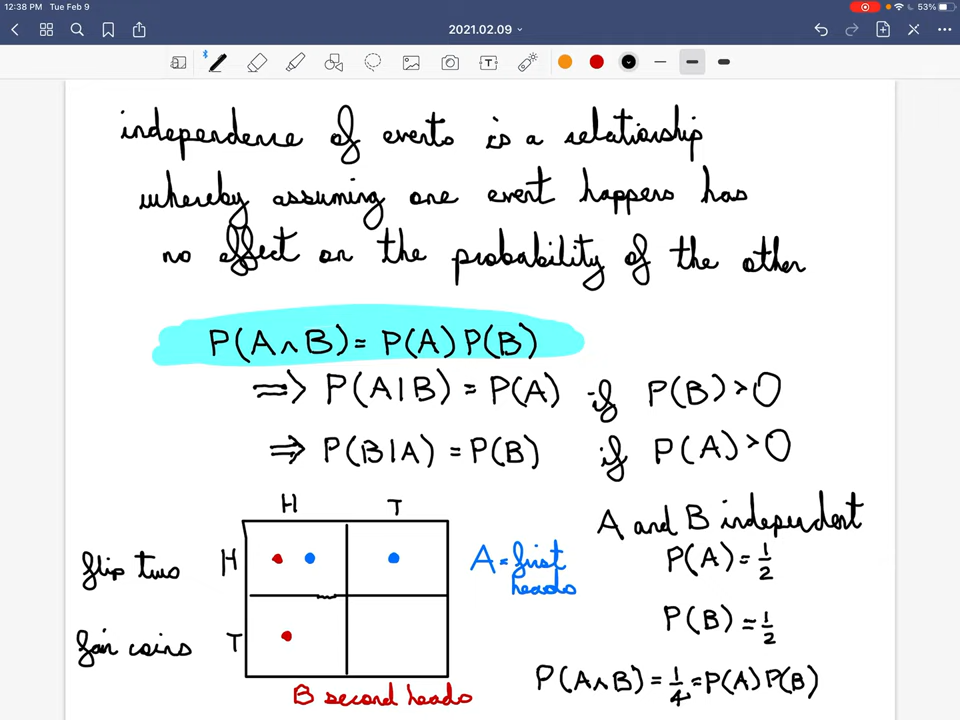 12:38 PM Tue Feb 9
53%
2021.02.09
T
independence of events is a relationship
whereby assuming one event happens has
no effect on the probability of the other
P(A∧B)=P(A)P(B)
⇒ P(A|B)=P(A) if P(B)>0
⇒ P(B|A)=P(B) if P(A)>0
H T
A and B independent
flip two H A=first
heads
P(A)=1/2
P(B)=1/2
fair coins T
P(A∧B)=1/4=P(A)P(B)
B second heads